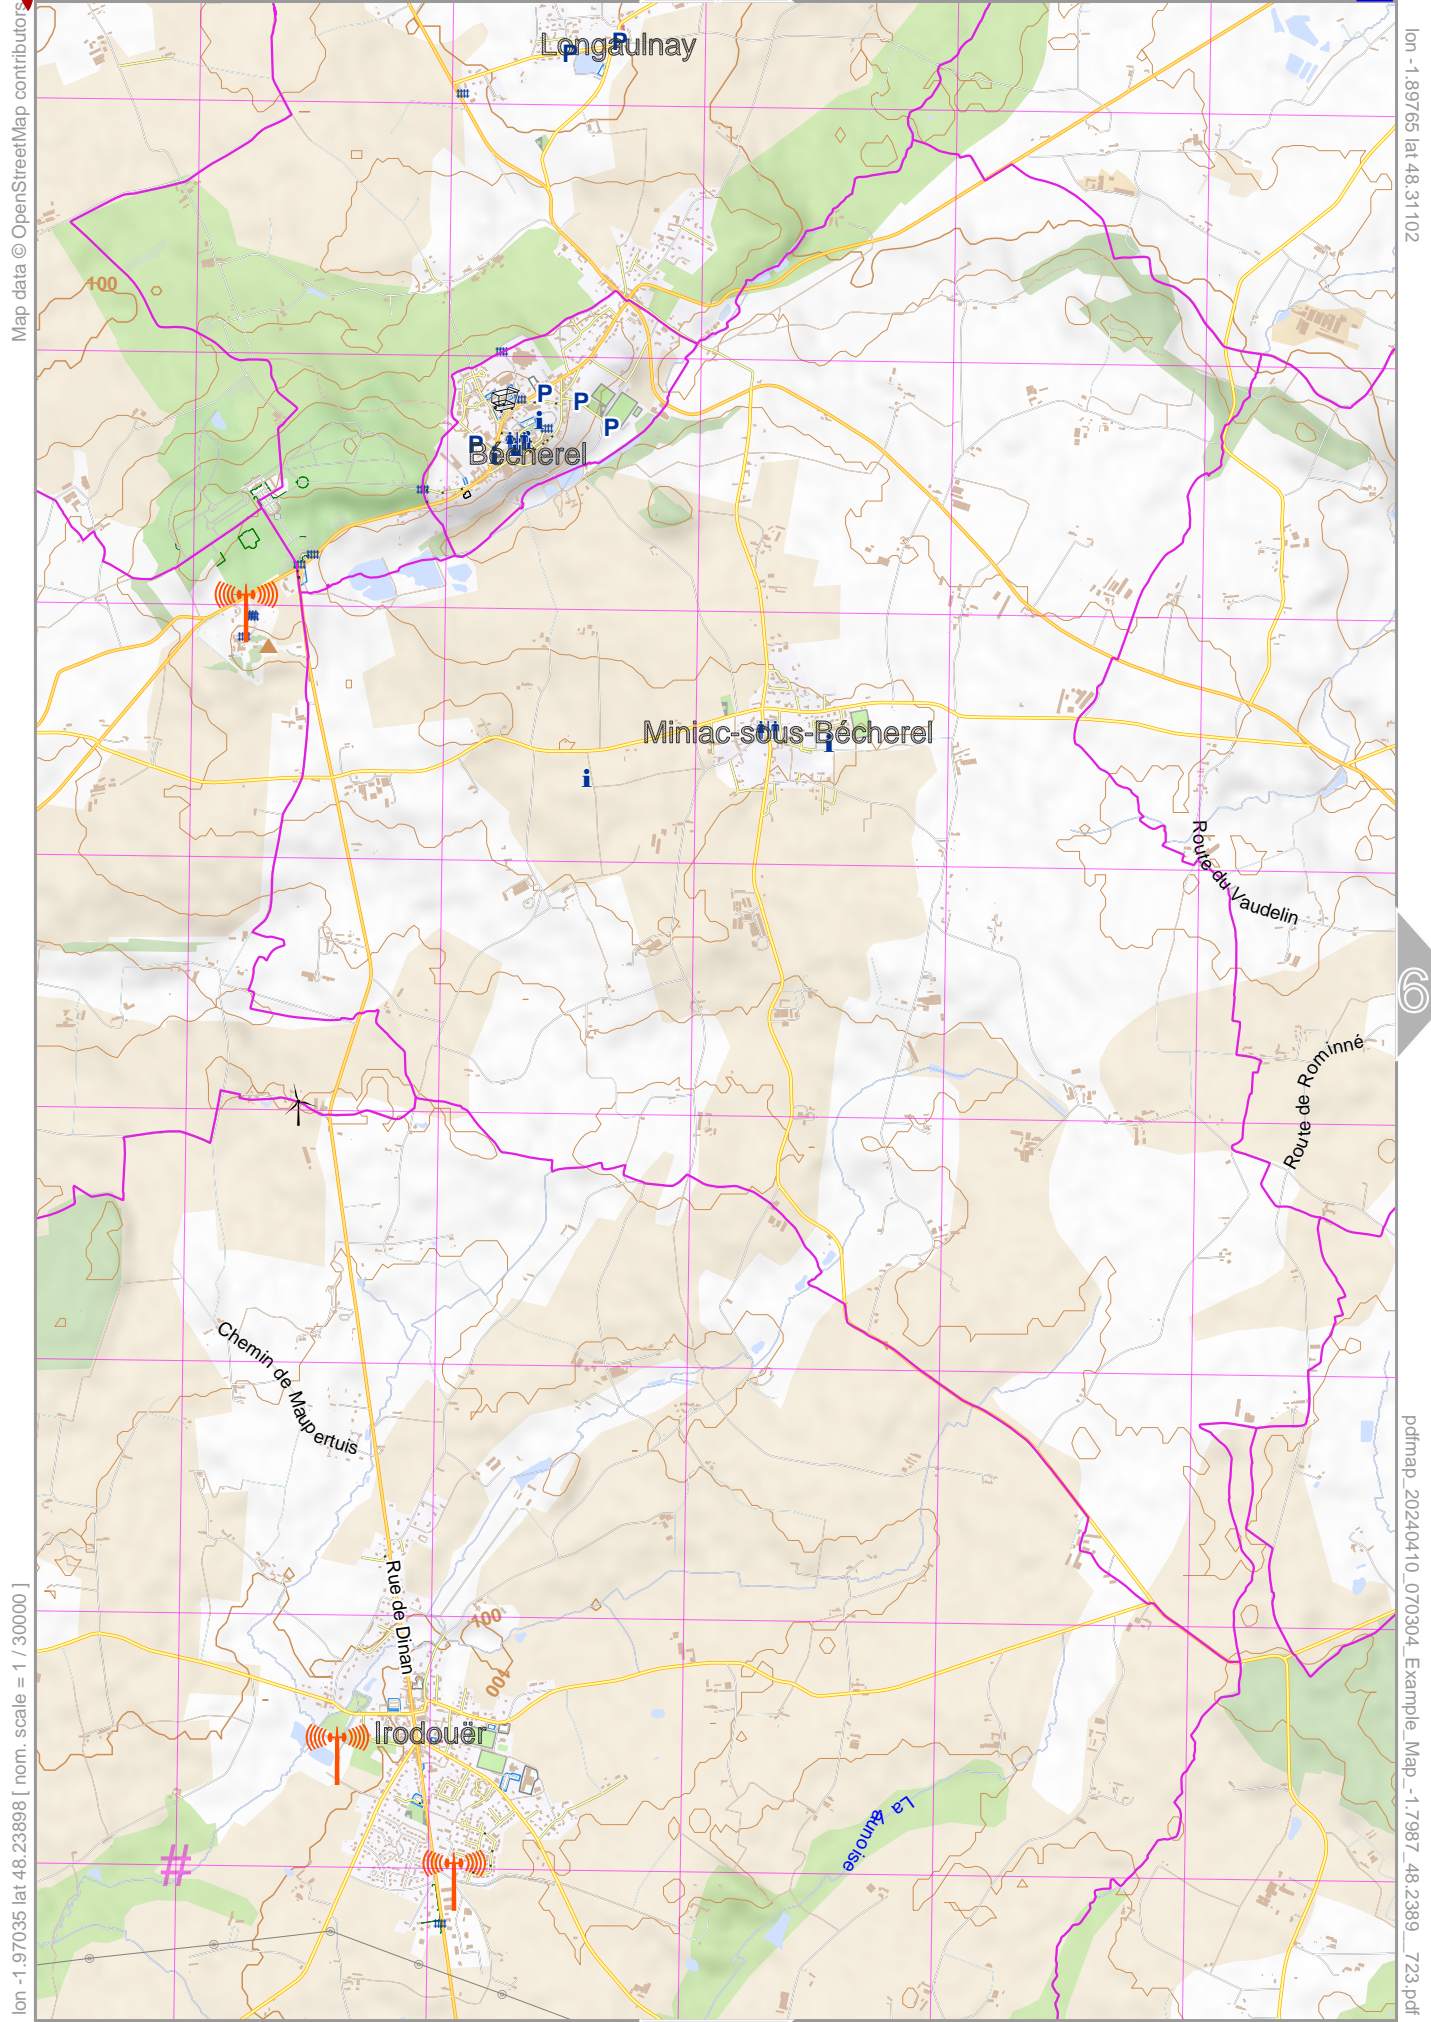 Map data © OpenStreetMap contributors
lon -1.89765 lat 48.31102
Longaulnay
P
P
100
P
P
P
P
i
Bécherel
Miniac-sous-Bécherel
i
i
Route du Vaudelin
6
Route de Rominné
Chemin de Maupertuis
Rue de Dinan
100
100
Irodouër
La Aunoise
#
lon -1.97035 lat 48.23898 [ nom. scale = 1 / 30000 ]
pdfmap_20240410_070304_Example_Map_-1.7987_48.2389__723.pdf